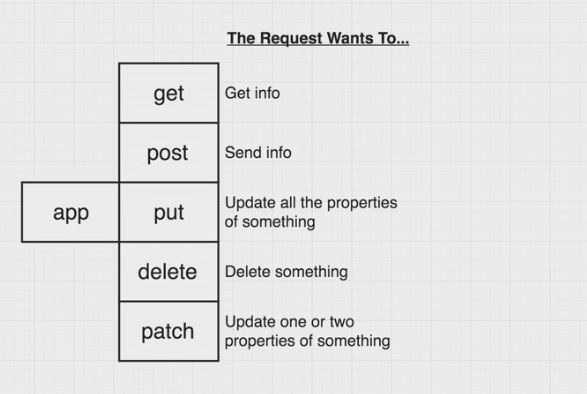 The Request Wants To...
get
Get info
post
Send info
app
put
Update all the properties
of something
delete
Delete something
patch
Update one or two
properties of something